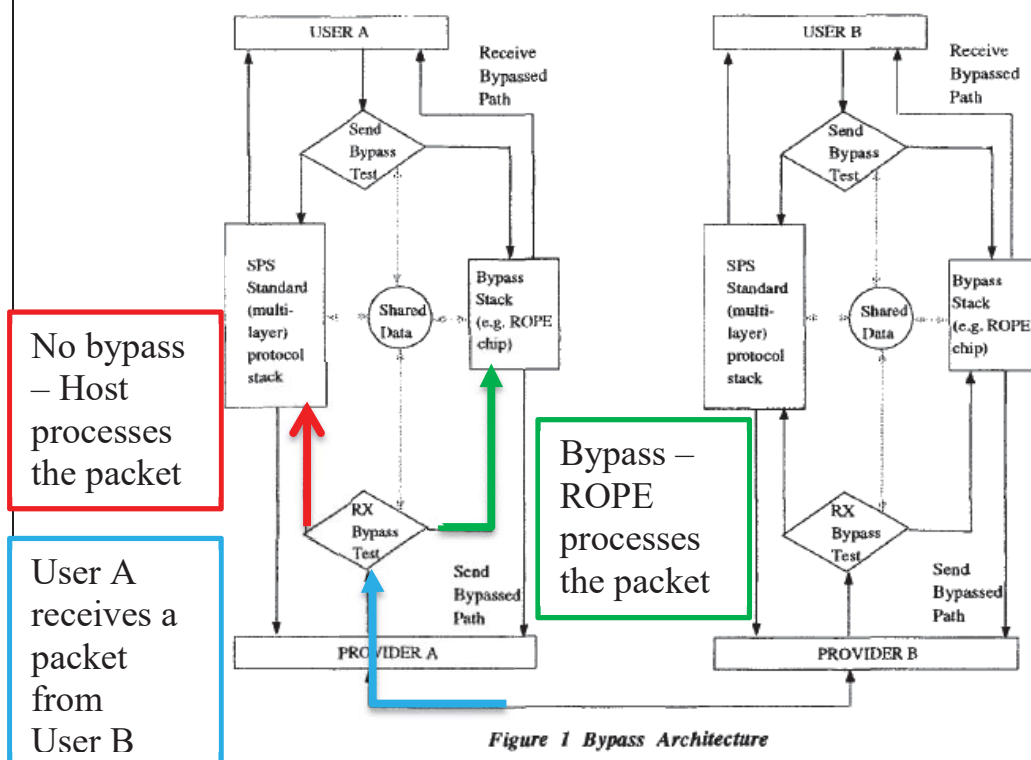 USER A
Receive
Bypassed
Path
Send
Bypass
Test
SPS
Standard
(multi-
layer)
protocol
stack
Shared
Data
Bypass
Stack
(e.g. ROPE
chip)
RX
Bypass
Test
Send
Bypassed
Path
PROVIDER A
USER B
Receive
Bypassed
Path
Send
Bypass
Test
SPS
Standard
(multi-
layer)
protocol
stack
Shared
Data
Bypass
Stack
(e.g. ROPE
chip)
RX
Bypass
Test
Send
Bypassed
Path
PROVIDER B
No bypass
– Host
processes
the packet
Bypass –
ROPE
processes
the packet
User A
receives a
packet
from
User B
Figure 1 Bypass Architecture